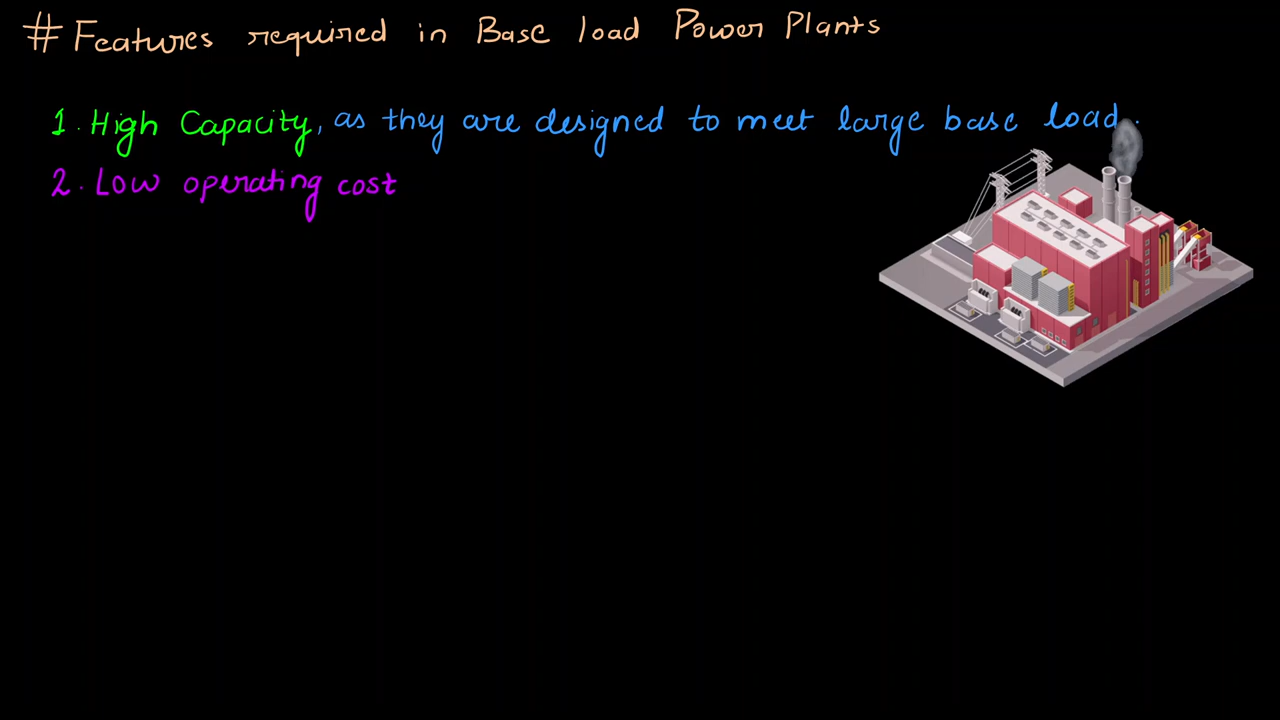 # Features required in Base load Power Plants
1. High Capacity, as they are designed to meet large base load.
2. Low operating cost